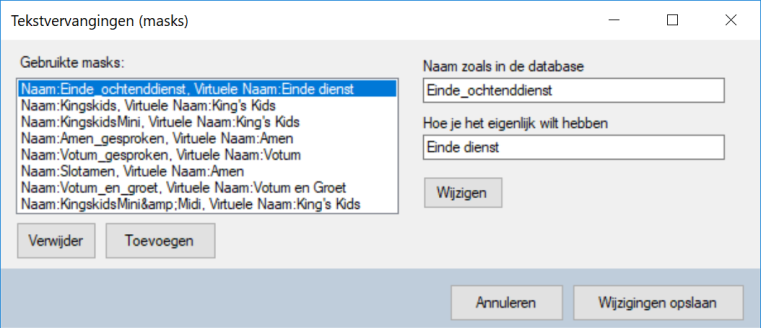 Tekstvervangingen (masks)
Gebruikte masks:
Naam:Einde_ochtenddienst, Virtuele Naam:Einde dienst
Naam:Kingskids, Virtuele Naam:King's Kids
Naam:KingskidsMini, Virtuele Naam:King's Kids
Naam:Amen_gesproken, Virtuele Naam:Amen
Naam:Votum_gesproken, Virtuele Naam:Votum
Naam:Slotamen, Virtuele Naam:Amen
Naam:Votum_en_groet, Virtuele Naam:Votum en Groet
Naam:KingskidsMini&amp;Midi, Virtuele Naam:King's Kids
Verwijder
Toevoegen
Naam zoals in de database
Einde_ochtenddienst
Hoe je het eigenlijk wilt hebben
Einde dienst
Wijzigen
Annuleren
Wijzigingen opslaan